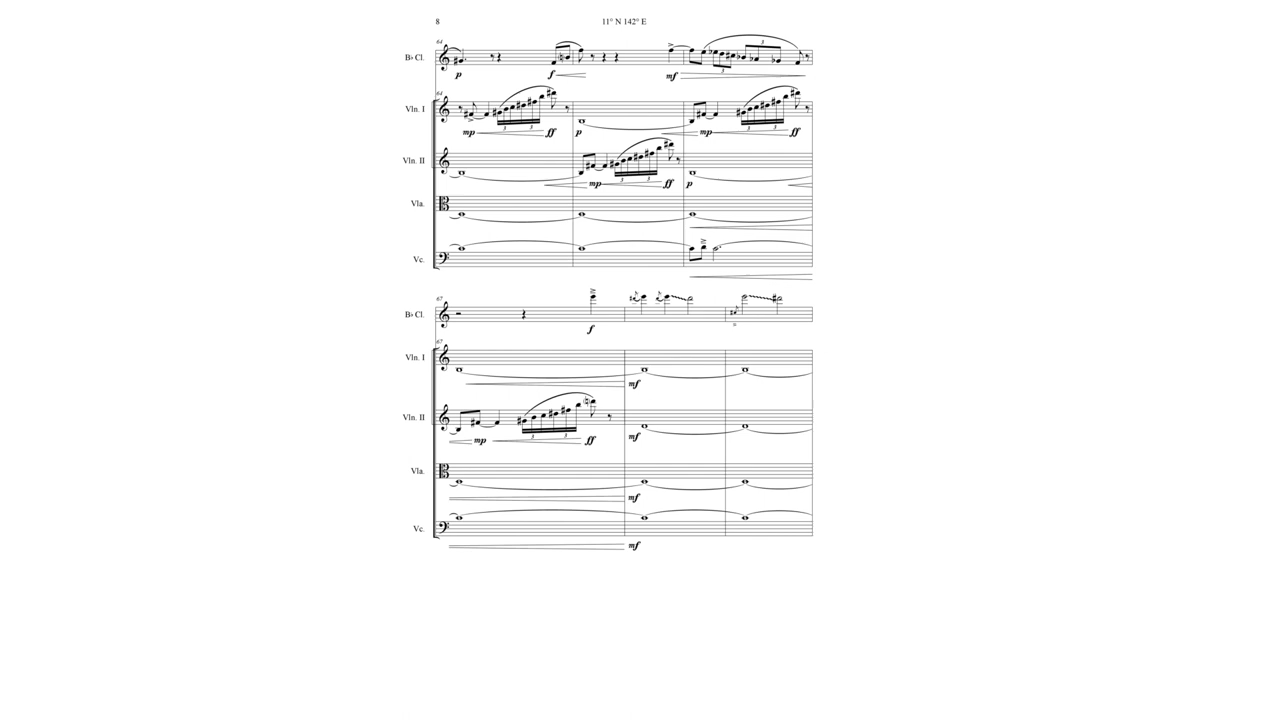 8 11° N 142° E
64
B♭ Cl.
p f mf 3 3
64
Vln. I
mp 3 3 ff p mp 3 3 ff
Vln. II
mp 3 3 ff p
Vla.
Vc.
67
B♭ Cl.
f
67
Vln. I
mf
Vln. II
mp 3 3 ff mf
Vla.
mf
Vc.
mf